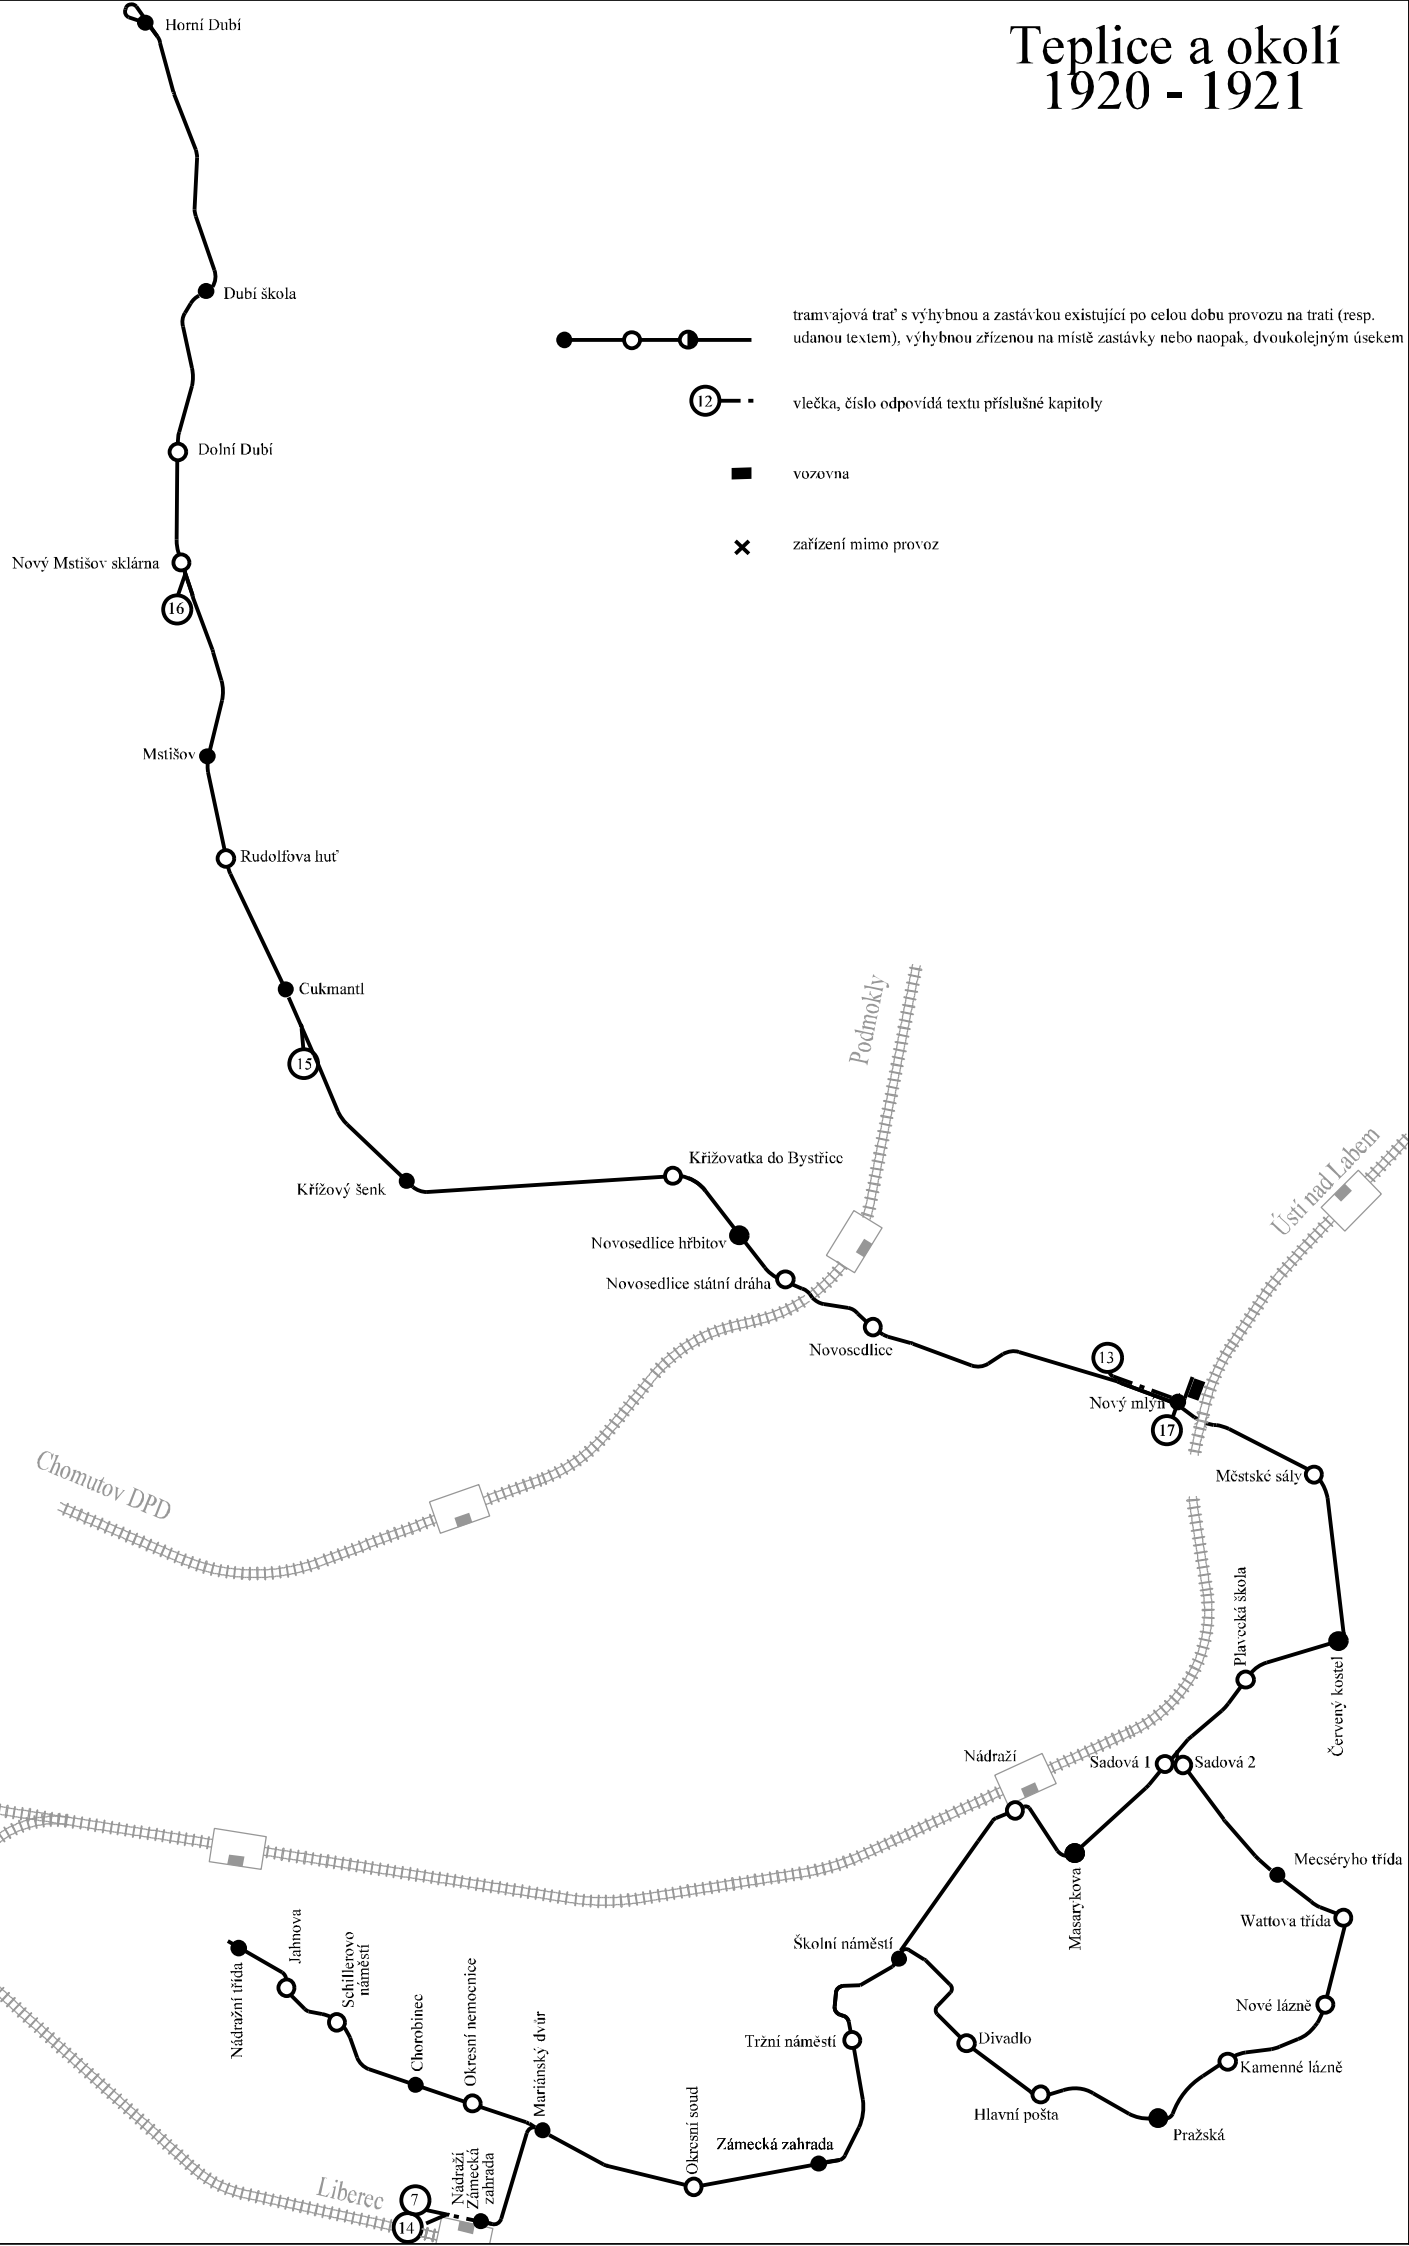 Teplice a okolí
1920 - 1921
Horní Dubí
Dubí škola
tramvajová trať s výhybnou a zastávkou existující po celou dobu provozu na trati (resp.
udanou textem), výhybnou zřízenou na místě zastávky nebo naopak, dvoukolejným úsekem
12
vlečka, číslo odpovídá textu příslušné kapitoly
vozovna
zařízení mimo provoz
Dolní Dubí
Nový Mstišov sklárna
16
Mstišov
Rudolfova huť
Cukmantl
15
Podmokly
Křížový šenk
Křižovatka do Bystřice
Ústí nad Labem
Novosedlice hřbitov
Novosedlice státní dráha
Novosedlice
13
Nový mlýn
17
Chomutov DPD
Městské sály
Plavecká škola
Červený kostel
Nádraží
Sadová 1
Sadová 2
Masarykova
Mecséryho třída
Wattova třída
Školní náměstí
Nové lázně
Tržní náměstí
Divadlo
Kamenné lázně
Hlavní pošta
Pražská
Nádražní třída
Jahnova
Schillerovo
náměstí
Chorobinec
Okresní nemocnice
Mariánský dvůr
Okresní soud
Zámecká zahrada
Nádraží
Zámecká
zahrada
Liberec
7
14